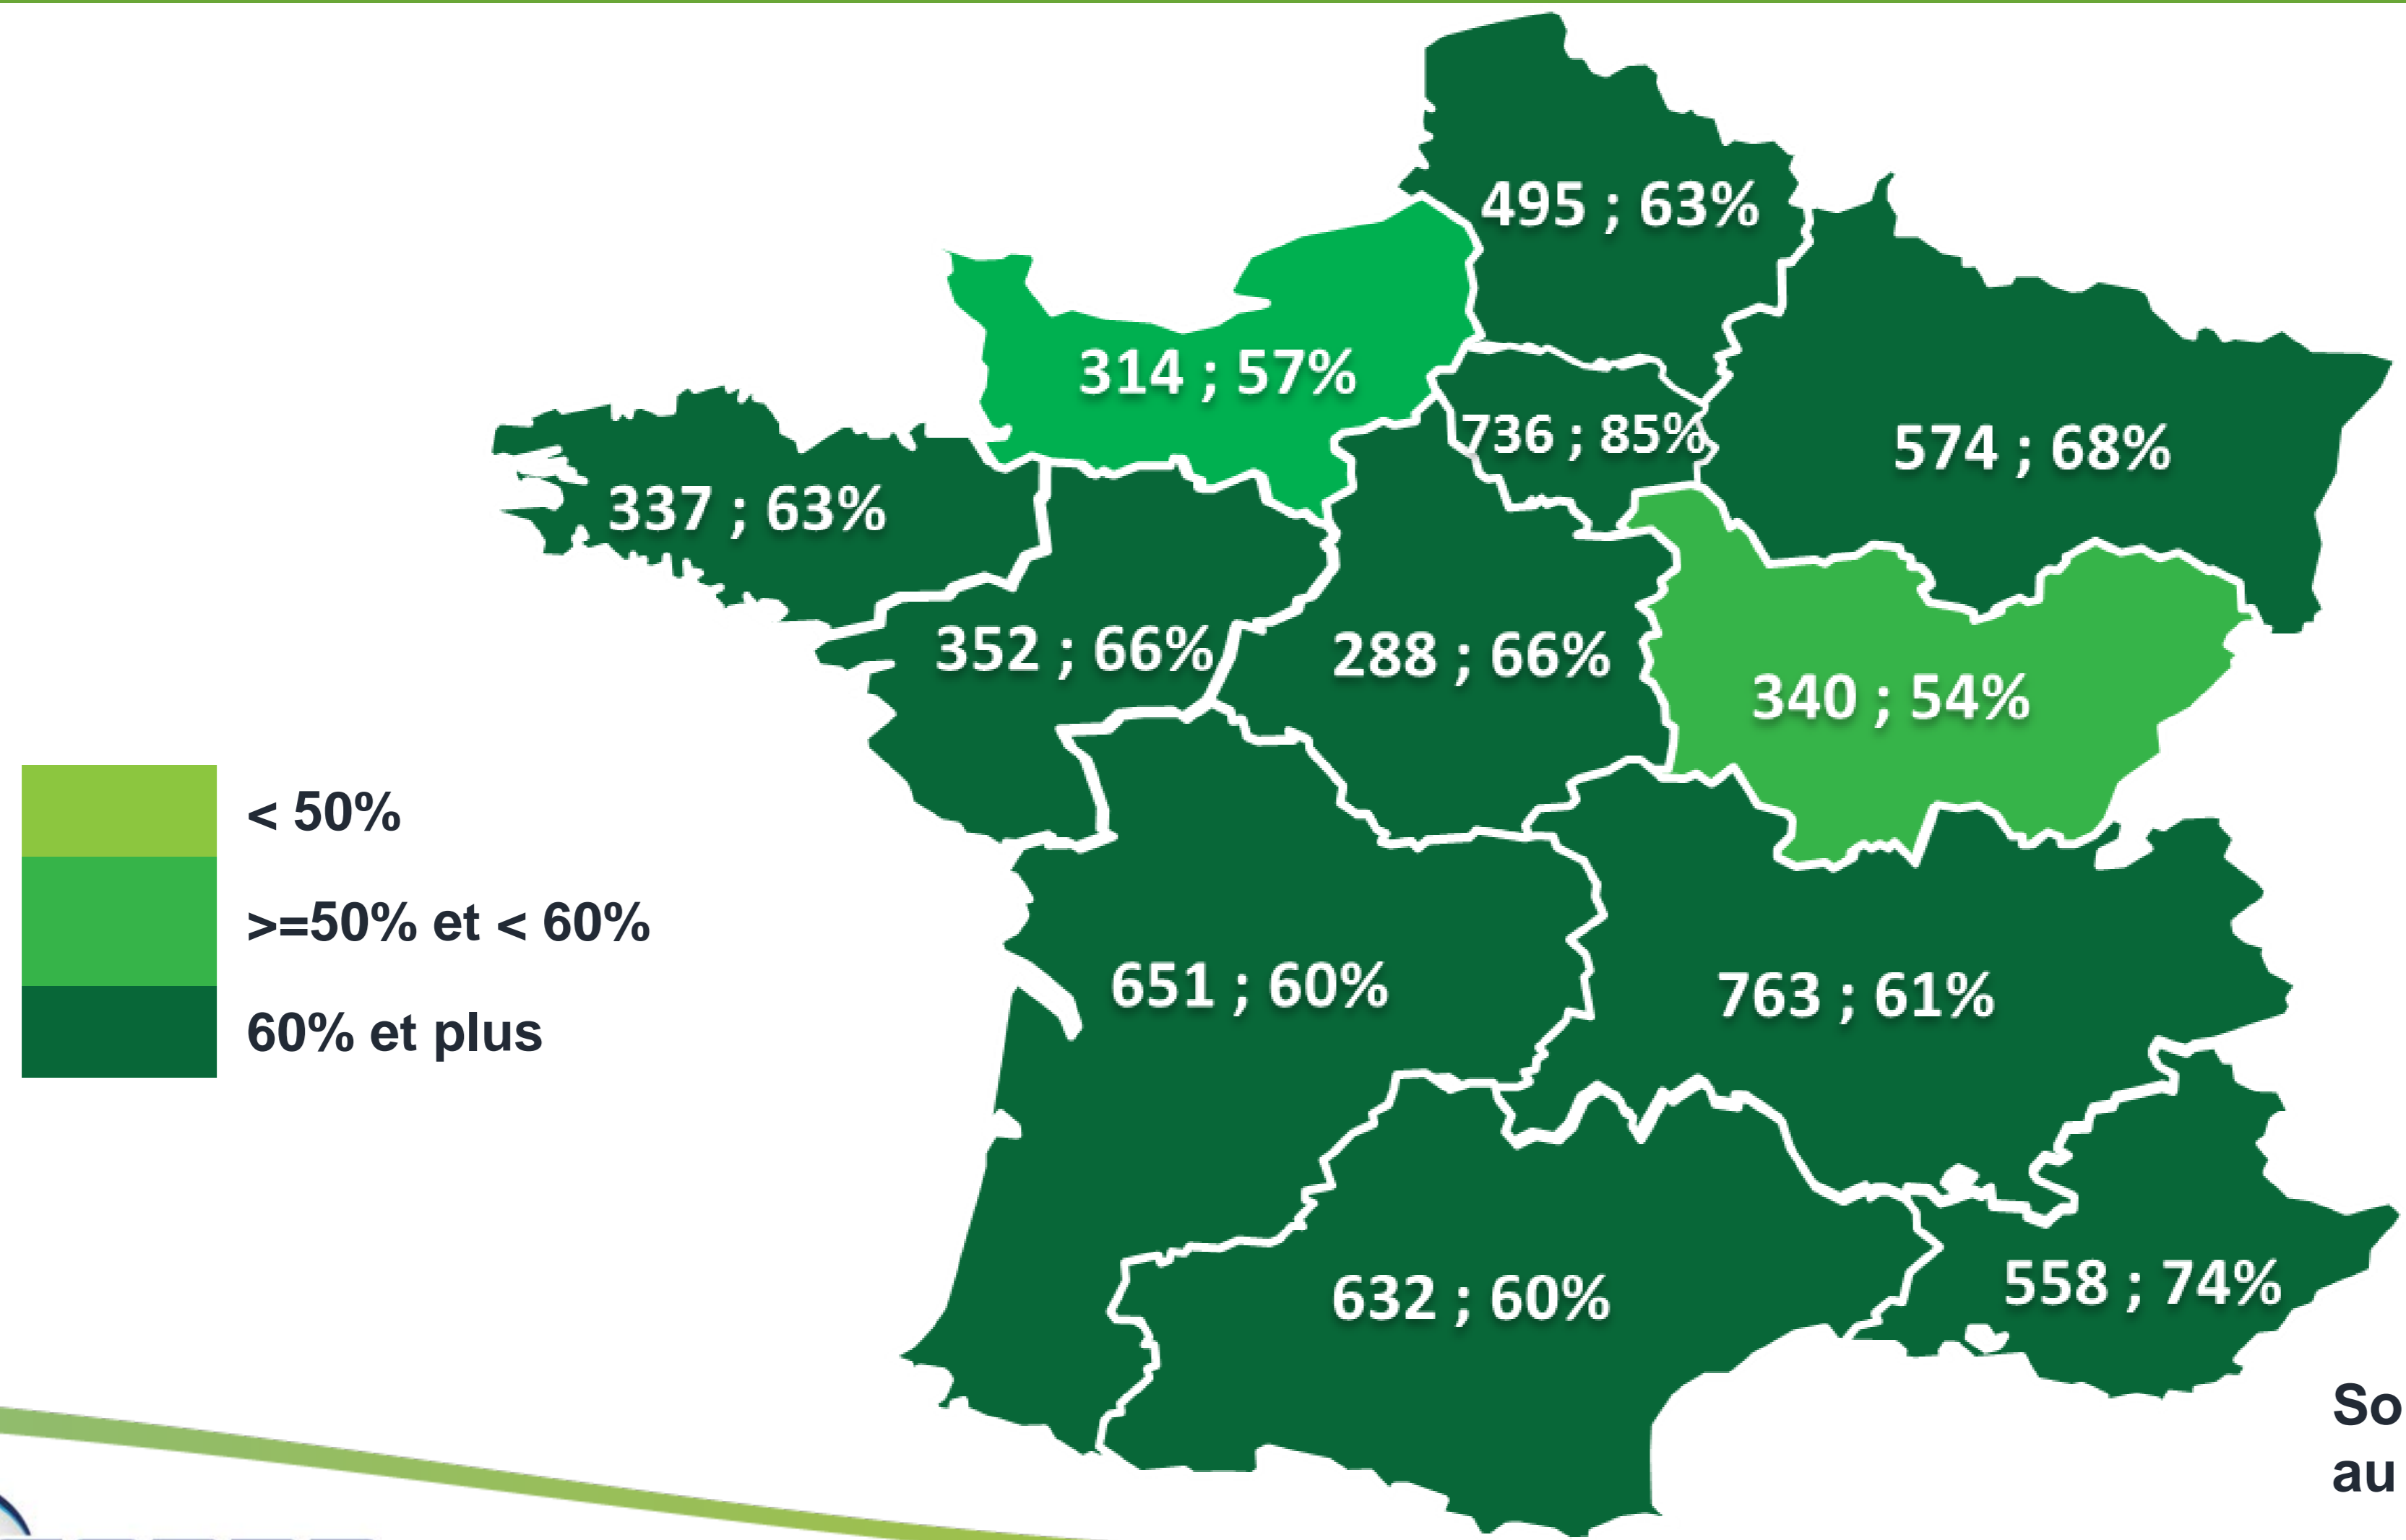 495 ; 63%
314 ; 57%
736 ; 85%
574 ; 68%
337 ; 63%
352 ; 66%
288 ; 66%
340 ; 54%
< 50%
>=50% et < 60%
60% et plus
651 ; 60%
763 ; 61%
632 ; 60%
558 ; 74%
So
au